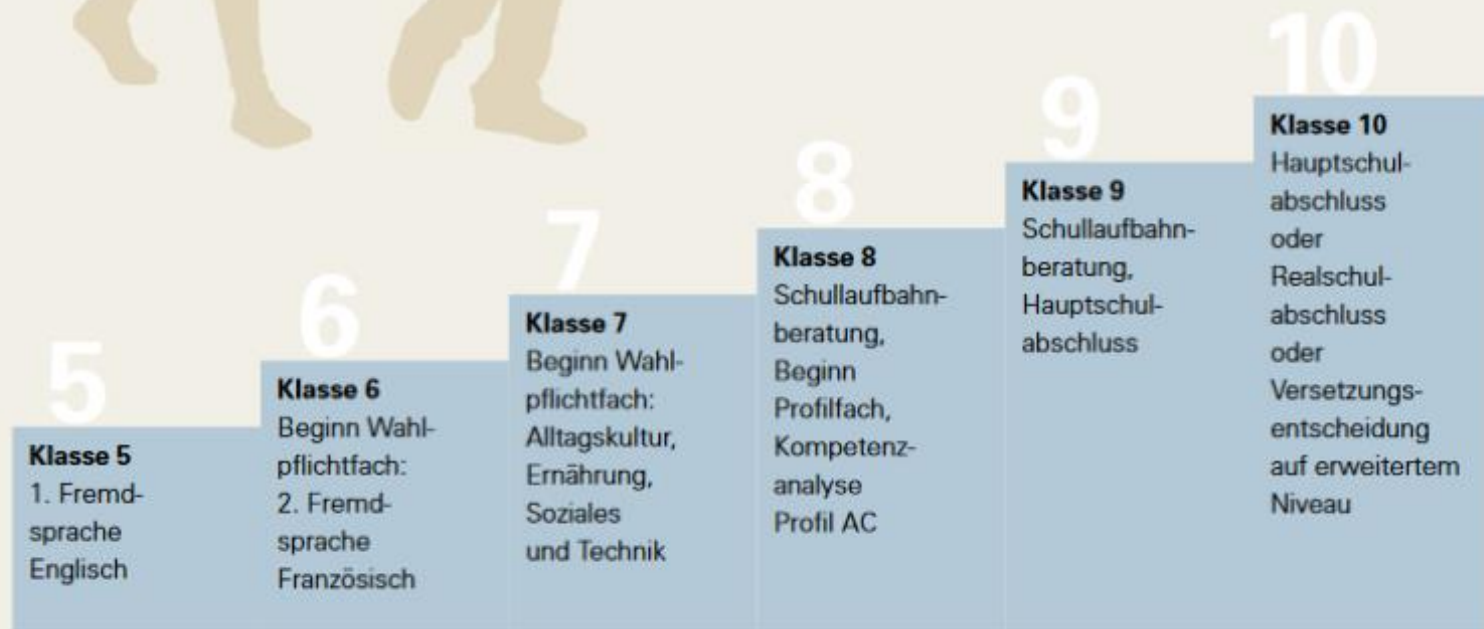 5
Klasse 5
1. Fremd-
sprache
Englisch
6
Klasse 6
Beginn Wahl-
pflichtfach:
2. Fremd-
sprache
Französisch
7
Klasse 7
Beginn Wahl-
pflichtfach:
Alltagskultur,
Ernährung,
Soziales
und Technik
8
Klasse 8
Schullaufbahn-
beratung,
Beginn
Profilfach,
Kompetenz-
analyse
Profil AC
9
Klasse 9
Schullaufbahn-
beratung,
Hauptschul-
abschluss
10
Klasse 10
Hauptschul-
abschluss
oder
Realschul-
abschluss
oder
Versetzungs-
entscheidung
auf erweitertem
Niveau